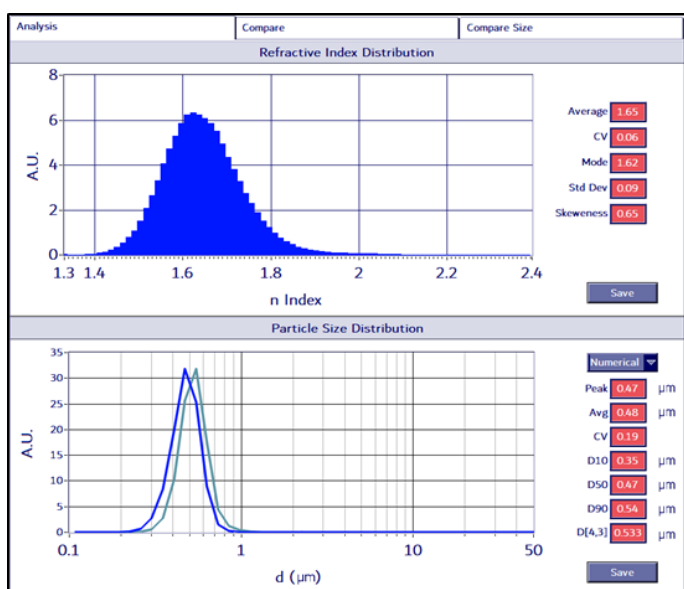 Analysis
Compare
Compare Size
Refractive Index Distribution
8
6
4
2
0
A.U.
1.3 1.4 1.6 1.8 2 2.2 2.4
n Index
Average 1.65
CV 0.06
Mode 1.62
Std Dev 0.09
Skeweness 0.65
Save
Particle Size Distribution
35
30
25
20
15
10
5
0
A.U.
0.1 1 10 50
d (μm)
Numerical
Peak 0.47 μm
Avg 0.48 μm
CV 0.19
D10 0.35 μm
D50 0.47 μm
D90 0.54 μm
D[4,3] 0.533 μm
Save